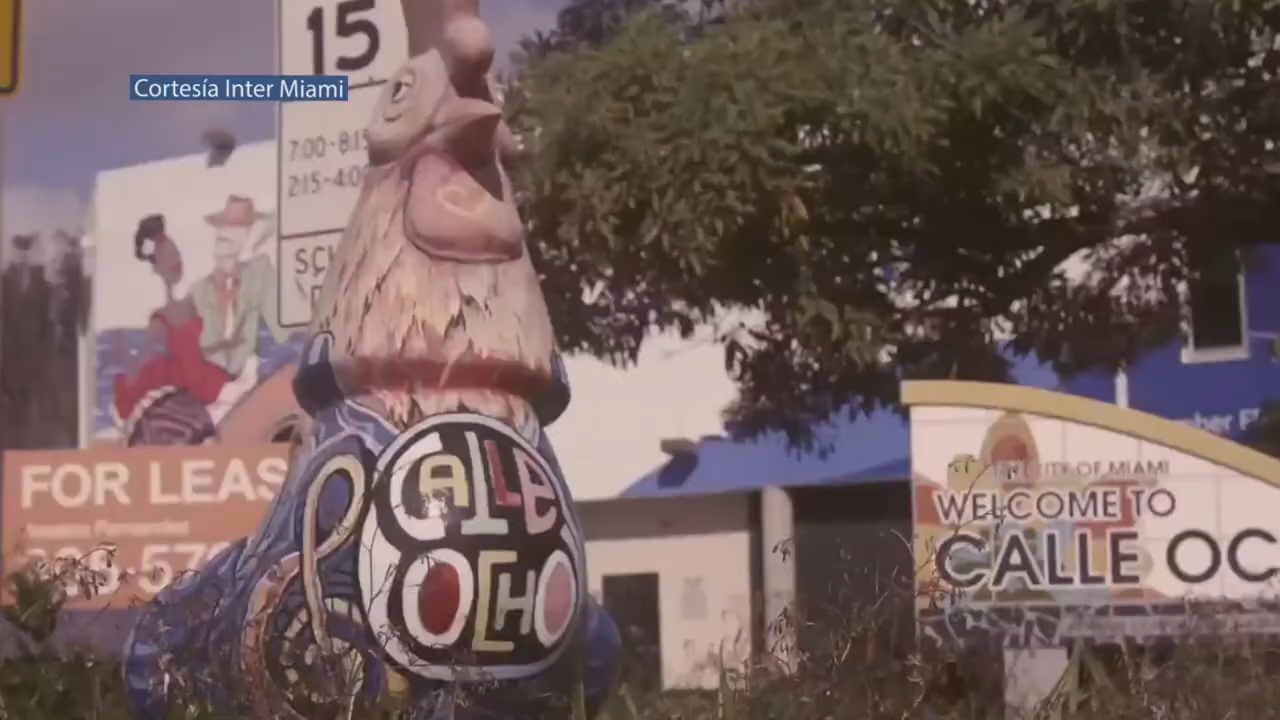 15
Cortesía Inter Miami
7:00-8:15
2:15-4:0
SC
FOR LEAS
CALLE
OCHO
CITY OF MIAMI
WELCOME TO
CALLE OC